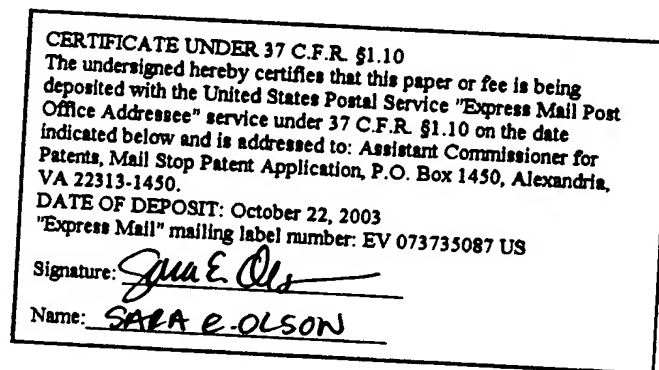 CERTIFICATE UNDER 37 C.F.R. §1.10
The undersigned hereby certifies that this paper or fee is being
deposited with the United States Postal Service "Express Mail Post
Office Addressee" service under 37 C.F.R. §1.10 on the date
indicated below and is addressed to: Assistant Commissioner for
Patents, Mail Stop Patent Application, P.O. Box 1450, Alexandria,
VA 22313-1450.
DATE OF DEPOSIT: October 22, 2003
"Express Mail" mailing label number: EV 073735087 US
Signature: Sara E. Ols
Name: SARA E. OLSON